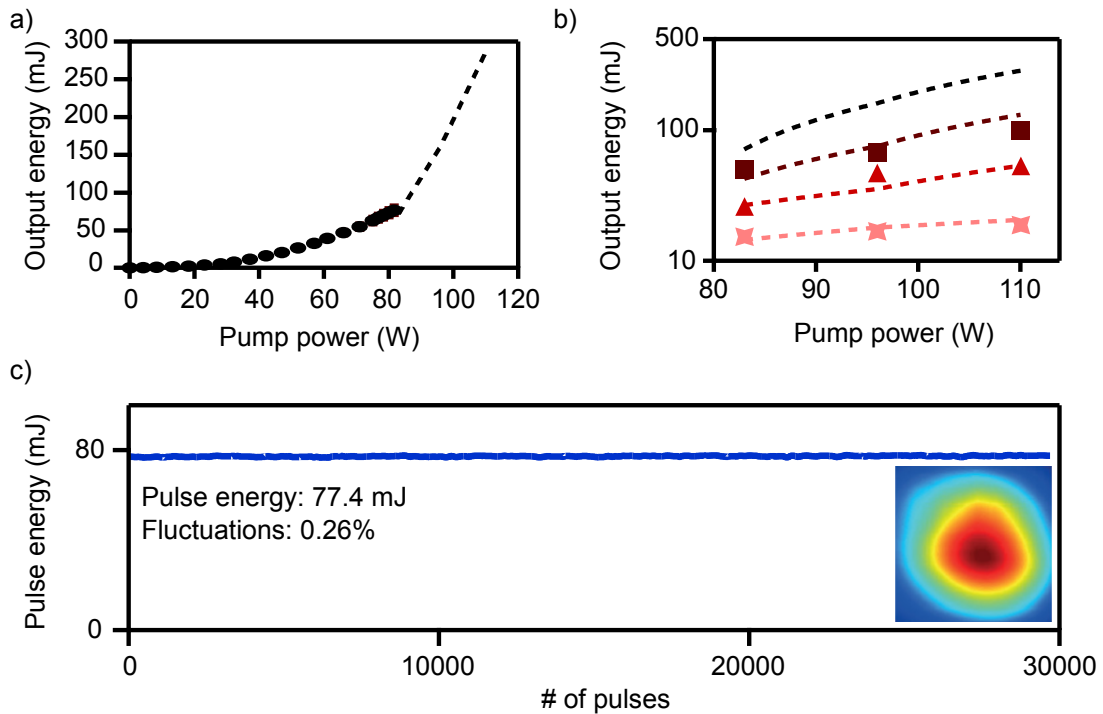 a)
Output energy (mJ)
300
250
200
150
100
50
0
0 20 40 60 80 100 120
Pump power (W)
b)
Output energy (mJ)
500
100
10
80 90 100 110
Pump power (W)
c)
Pulse energy (mJ)
80
0
Pulse energy: 77.4 mJ
Fluctuations: 0.26%
0 10000 20000 30000
# of pulses